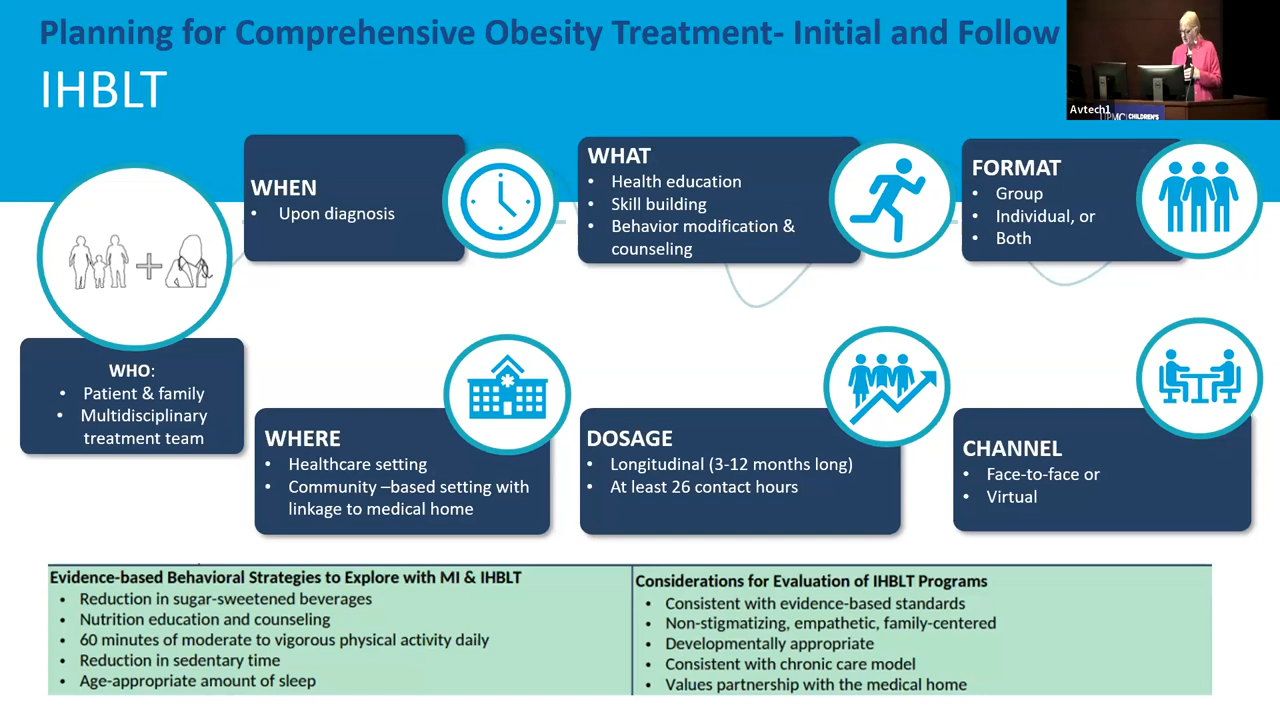 Planning for Comprehensive Obesity Treatment- Initial and Follow
IHBLT
Avtech1
UPMC CHILDREN'S
WHEN
• Upon diagnosis
WHAT
• Health education
• Skill building
• Behavior modification &
counseling
FORMAT
• Group
• Individual, or
• Both
WHO:
• Patient & family
• Multidisciplinary
treatment team
WHERE
• Healthcare setting
• Community –based setting with
linkage to medical home
DOSAGE
• Longitudinal (3-12 months long)
• At least 26 contact hours
CHANNEL
• Face-to-face or
• Virtual
Evidence-based Behavioral Strategies to Explore with MI & IHBLT
• Reduction in sugar-sweetened beverages
• Nutrition education and counseling
• 60 minutes of moderate to vigorous physical activity daily
• Reduction in sedentary time
• Age-appropriate amount of sleep
Considerations for Evaluation of IHBLT Programs
• Consistent with evidence-based standards
• Non-stigmatizing, empathetic, family-centered
• Developmentally appropriate
• Consistent with chronic care model
• Values partnership with the medical home